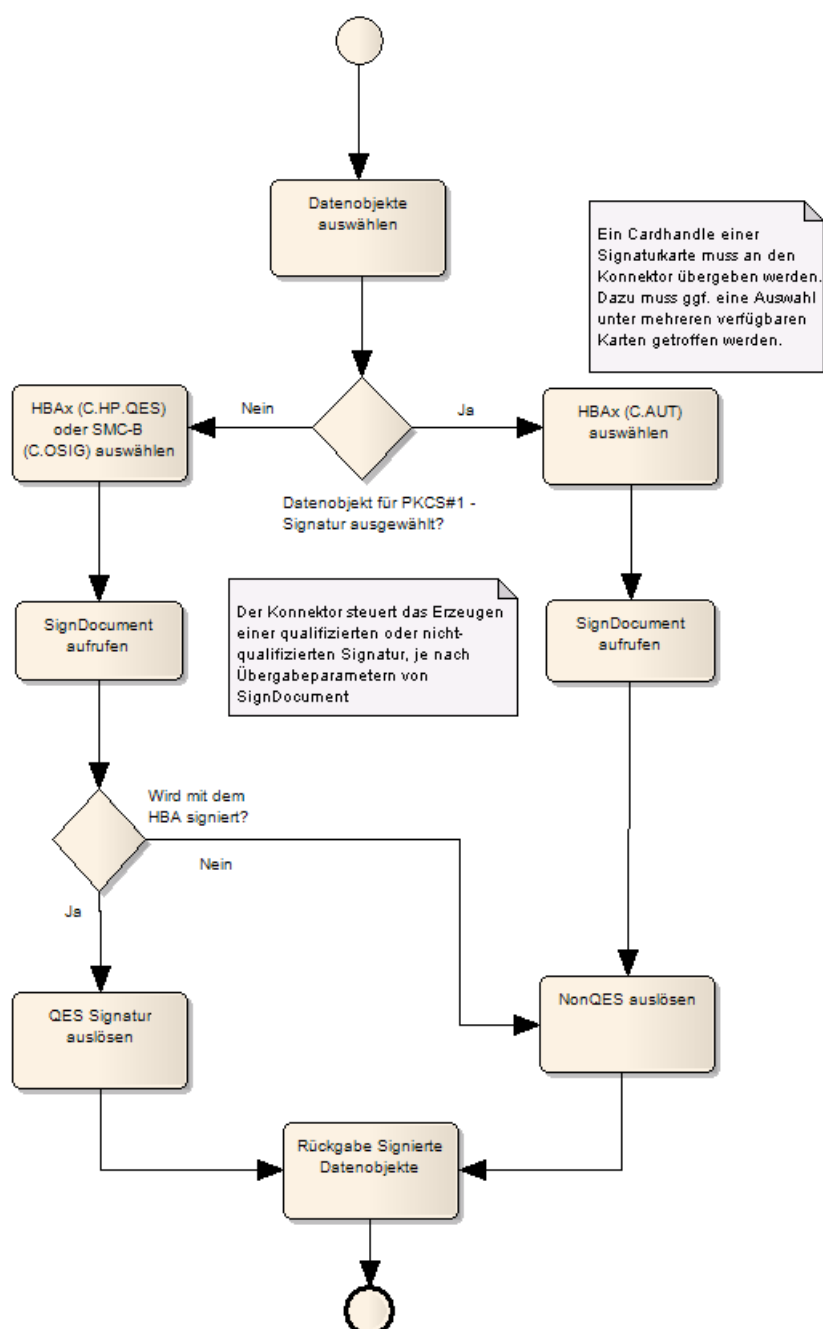 Datenobjekte
auswählen
Ein Cardhandle einer
Signaturkarte muss an den
Konnektor übergeben werden.
Dazu muss ggf. eine Auswahl
unter mehreren verfügbaren
Karten getroffen werden.
HBAx (C.HP.QES)
oder SMC-B
(C.OSIG) auswählen
Nein
Ja
HBAx (C.AUT)
auswählen
Datenobjekt für PKCS#1 -
Signatur ausgewählt?
SignDocument
aufrufen
Der Konnektor steuert das Erzeugen
einer qualifizierten oder nicht-
qualifizierten Signatur, je nach
Übergabeparametern von
SignDocument
SignDocument
aufrufen
Wird mit dem
HBA signiert?
Nein
Ja
QES Signatur
auslösen
NonQES auslösen
Rückgabe Signierte
Datenobjekte